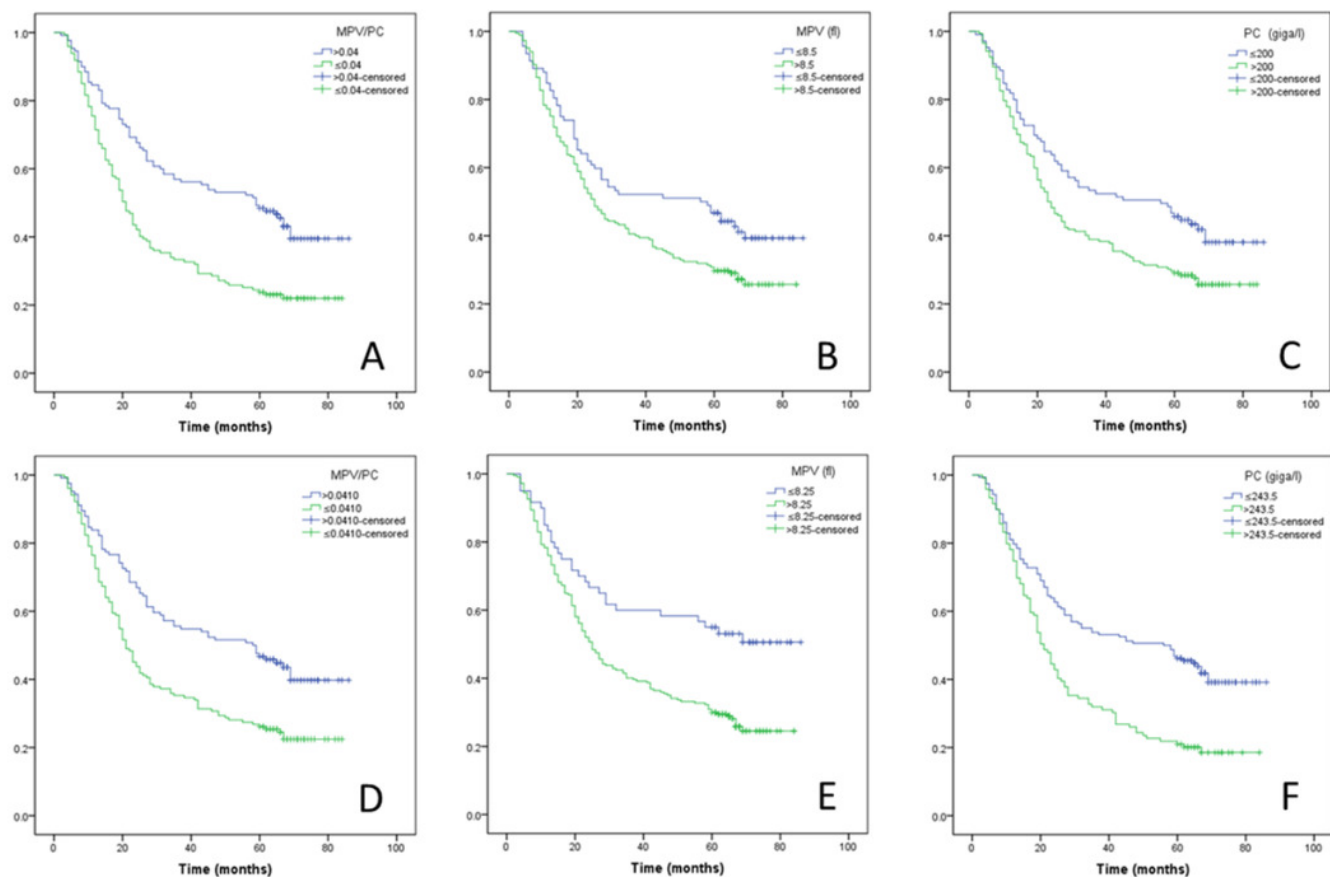 MPV/PC
>0.04
≤0.04
>0.04-censored
≤0.04-censored
1.0
0.8
0.6
0.4
0.2
0.0
A
0 20 40 60 80 100
Time (months)
MPV (fl)
≤8.5
>8.5
≤8.5-censored
>8.5-censored
1.0
0.8
0.6
0.4
0.2
0.0
B
0 20 40 60 80 100
Time (months)
PC (giga/l)
≤200
>200
≤200-censored
>200-censored
1.0
0.8
0.6
0.4
0.2
0.0
C
0 20 40 60 80 100
Time (months)
MPV/PC
>0.0410
≤0.0410
>0.0410-censored
≤0.0410-censored
1.0
0.8
0.6
0.4
0.2
0.0
D
0 20 40 60 80 100
Time (months)
MPV (fl)
≤8.25
>8.25
≤8.25-censored
>8.25-censored
1.0
0.8
0.6
0.4
0.2
0.0
E
0 20 40 60 80 100
Time (months)
PC (giga/l)
≤243.5
>243.5
≤243.5-censored
>243.5-censored
1.0
0.8
0.6
0.4
0.2
0.0
F
0 20 40 60 80 100
Time (months)